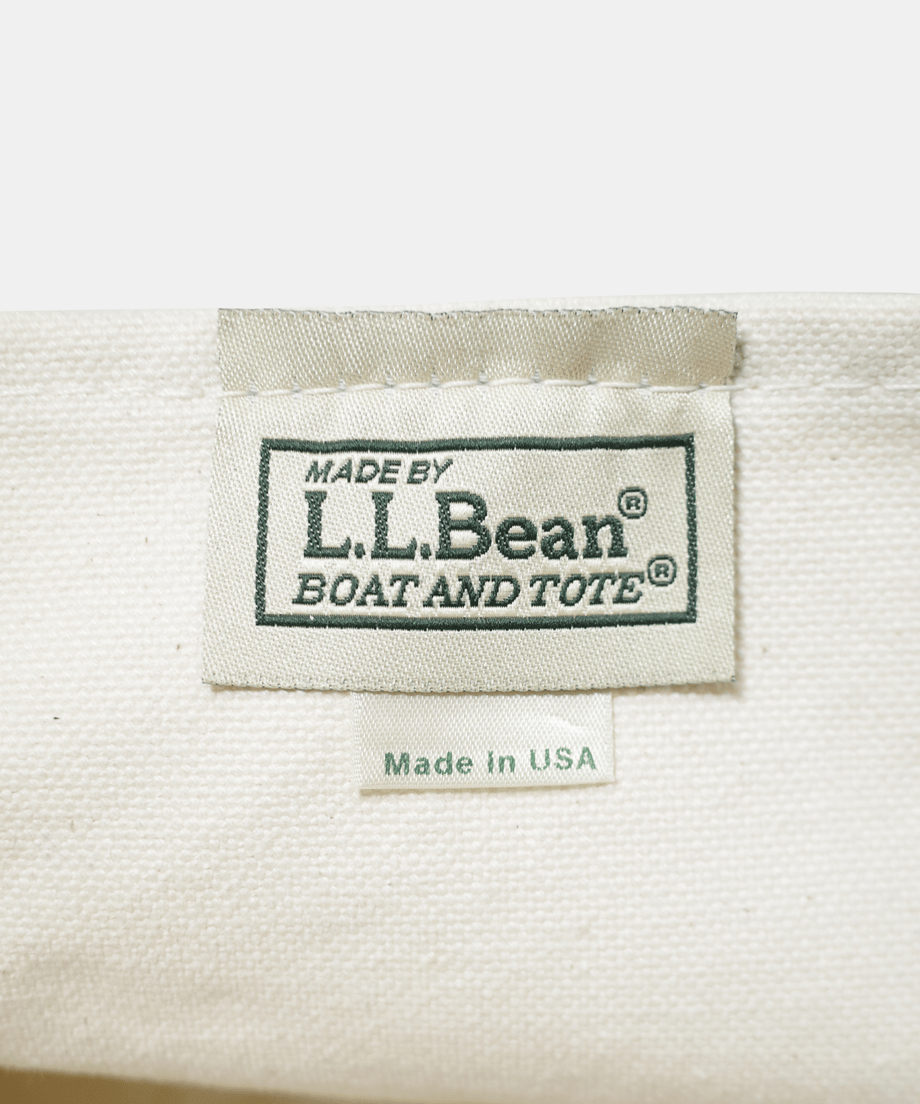 MADE BY
L.L.Bean®
BOAT AND TOTE®
Made in USA